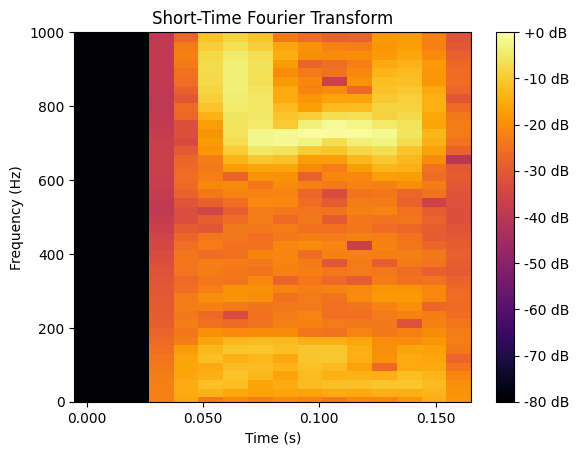 Short-Time Fourier Transform
Frequency (Hz)
1000
800
600
400
200
0
0.000
0.050
0.100
0.150
Time (s)
+0 dB
-10 dB
-20 dB
-30 dB
-40 dB
-50 dB
-60 dB
-70 dB
-80 dB